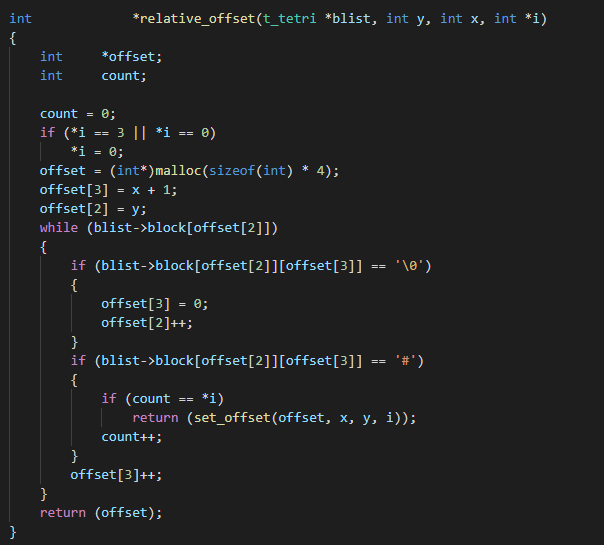 int		*relative_offset(t_tetri *blist, int y, int x, int *i)
{
	int		*offset;
	int		count;

	count = 0;
	if (*i == 3 || *i == 0)
		*i = 0;
	offset = (int*)malloc(sizeof(int) * 4);
	offset[3] = x + 1;
	offset[2] = y;
	while (blist->block[offset[2]])
	{
		if (blist->block[offset[2]][offset[3]] == '\0')
		{
			offset[3] = 0;
			offset[2]++;
		}
		if (blist->block[offset[2]][offset[3]] == '#')
		{
			if (count == *i)
				return (set_offset(offset, x, y, i));
			count++;
		}
		offset[3]++;
	}
	return (offset);
}